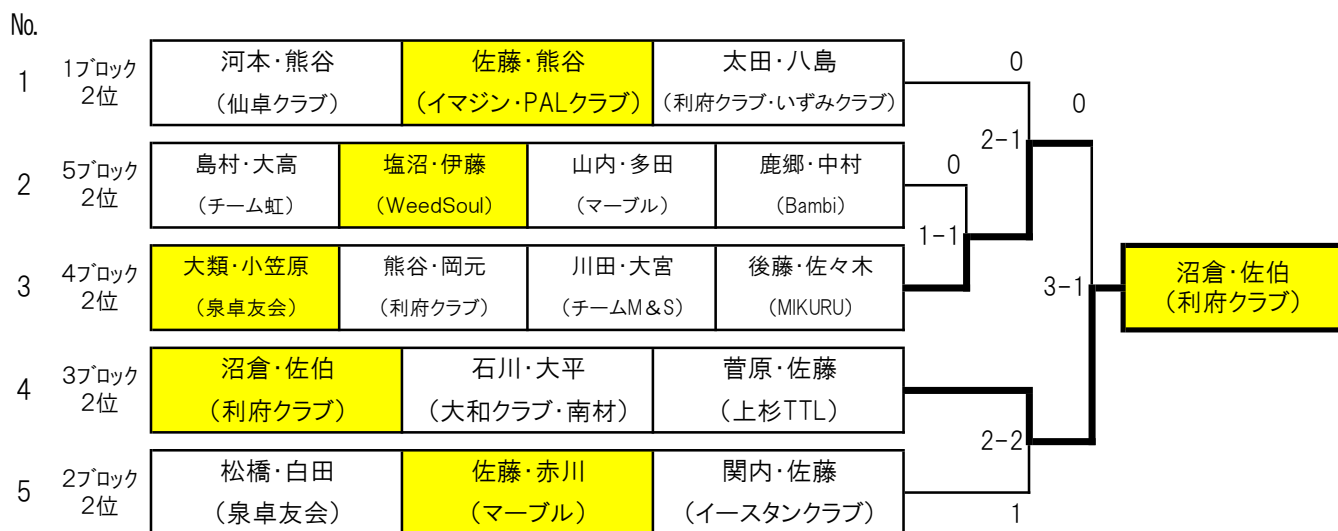 No.
1 1ブロック 2位 河本・熊谷 (仙卓クラブ) 佐藤・熊谷 (イマジン・PALクラブ) 太田・八島 (利府クラブ・いずみクラブ) 0
0
2-1
2 5ブロック 2位 島村・大高 (チーム虹) 塩沼・伊藤 (WeedSoul) 山内・多田 (マーブル) 鹿郷・中村 (Bambi) 0
1-1
3 4ブロック 2位 大類・小笠原 (泉卓友会) 熊谷・岡元 (利府クラブ) 川田・大宮 (チームM&S) 後藤・佐々木 (MIKURU)
3-1 沼倉・佐伯 (利府クラブ)
4 3ブロック 2位 沼倉・佐伯 (利府クラブ) 石川・大平 (大和クラブ・南材) 菅原・佐藤 (上杉TTL)
2-2
5 2ブロック 2位 松橋・白田 (泉卓友会) 佐藤・赤川 (マーブル) 関内・佐藤 (イースタンクラブ) 1